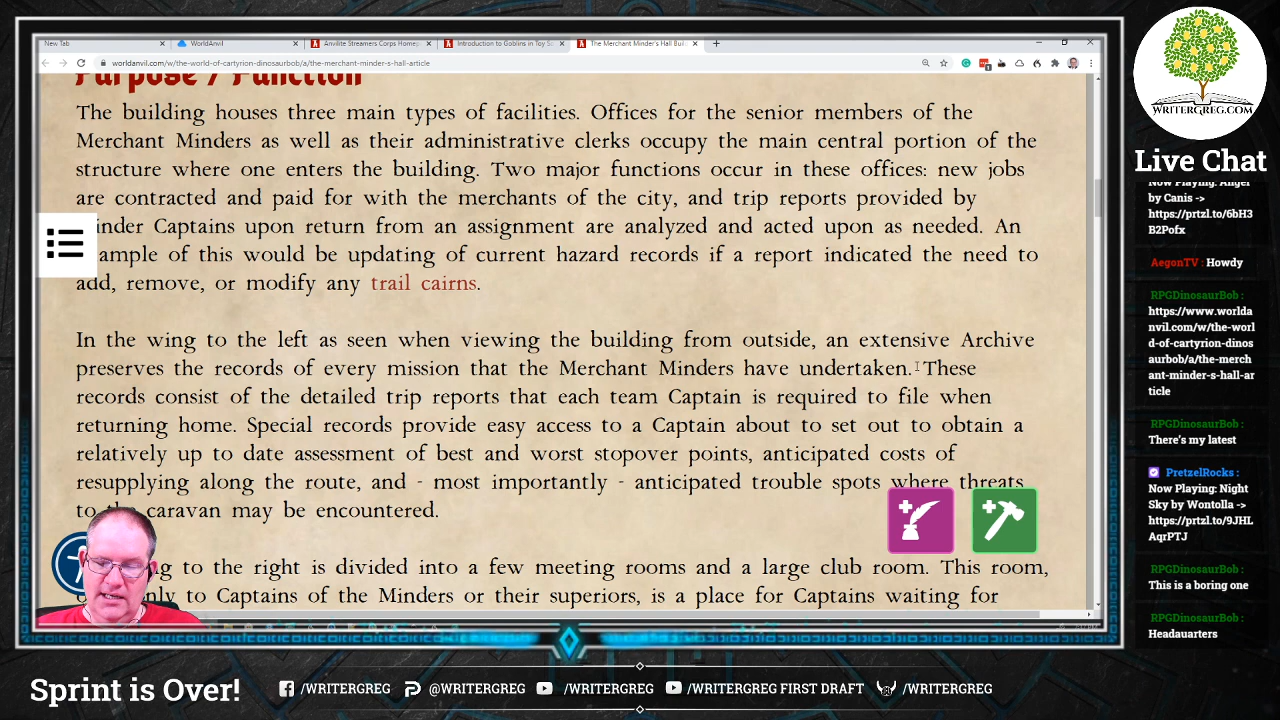 New Tab
WorldAnvil
Anvilite Streamers Corps Home
Introduction to Goblins in Toy S
The Merchant Minder's Hall Bui
worldanvil.com/w/the-world-of-cartyrion-dinosaurbob/a/the-merchant-minder-s-hall-article
Purpose / Function
The building houses three main types of facilities. Offices for the senior members of the
Merchant Minders as well as their administrative clerks occupy the main central portion of the
structure where one enters the building. Two major functions occur in these offices: new jobs
are contracted and paid for with the merchants of the city, and trip reports provided by
inder Captains upon return from an assignment are analyzed and acted upon as needed. An
ample of this would be updating of current hazard records if a report indicated the need to
add, remove, or modify any trail cairns.
In the wing to the left as seen when viewing the building from outside, an extensive Archive
preserves the records of every mission that the Merchant Minders have undertaken. These
records consist of the detailed trip reports that each team Captain is required to file when
returning home. Special records provide easy access to a Captain about to set out to obtain a
relatively up to date assessment of best and worst stopover points, anticipated costs of
resupplying along the route, and - most importantly - anticipated trouble spots where threats
to the caravan may be encountered.
g to the right is divided into a few meeting rooms and a large club room. This room,
nly to Captains of the Minders or their superiors, is a place for Captains waiting for
WRITERGREG.COM
Live Chat
Now Playing: Anger
by Canis ->
https://prtzl.to/6bH3
B2Pofx
AegonTV : Howdy
RPGDinosaurBob :
https://www.worlda
nvil.com/w/the-worl
d-of-cartyrion-dinos
aurbob/a/the-merch
ant-minder-s-hall-ar
ticle
RPGDinosaurBob :
There's my latest
PretzelRocks :
Now Playing: Night
Sky by Wontolla ->
https://prtzl.to/9JHL
AqrPTJ
RPGDinosaurBob :
This is a boring one
RPGDinosaurBob :
Headauarters
Sprint is Over!
/WRITERGREG
@WRITERGREG
/WRITERGREG
/WRITERGREG FIRST DRAFT
/WRITERGREG